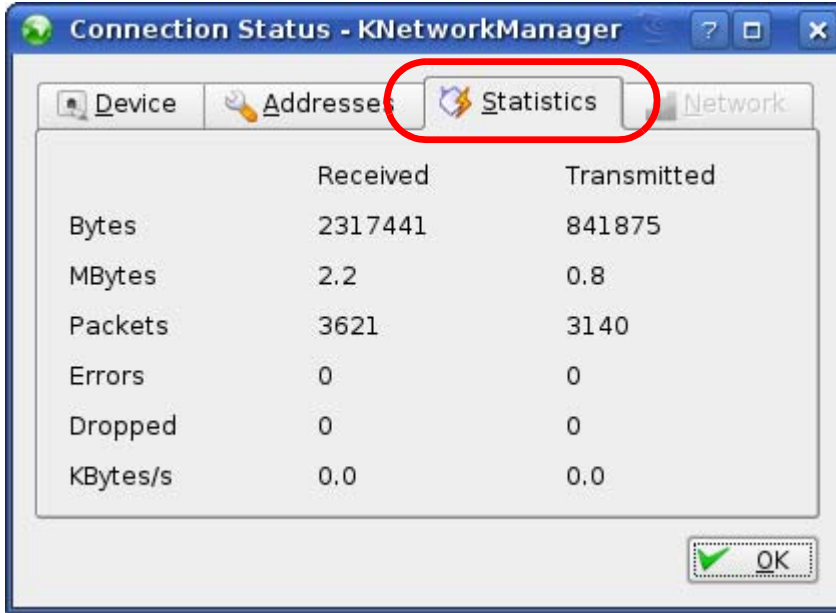 Connection Status - KNetworkManager
Device Addresses Statistics Network
Received Transmitted
Bytes 2317441 841875
MBytes 2.2 0.8
Packets 3621 3140
Errors 0 0
Dropped 0 0
KBytes/s 0.0 0.0
OK